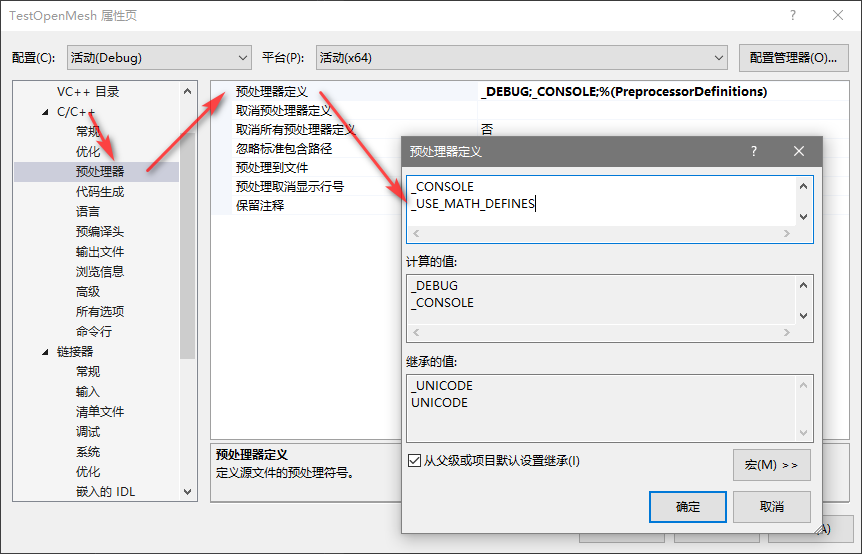 TestOpenMesh 属性页
配置(C): 活动(Debug) 平台(P): 活动(x64) 配置管理器(O)...
VC++ 目录
C/C++
常规
优化
预处理器
代码生成
语言
预编译头
输出文件
浏览信息
高级
所有选项
命令行
链接器
常规
输入
清单文件
调试
系统
优化
嵌入的 IDL
预处理器定义 _DEBUG;_CONSOLE;%(PreprocessorDefinitions)
取消预处理器定义
取消所有预处理器定义 否
忽略标准包含路径
预处理到文件
预处理取消显示行号
保留注释
预处理器定义
定义源文件的预处理符号。
预处理器定义
_CONSOLE
_USE_MATH_DEFINES
计算的值:
_DEBUG
_CONSOLE
继承的值:
_UNICODE
UNICODE
从父级或项目默认设置继承(I)
宏(M) >>
确定 取消
A)